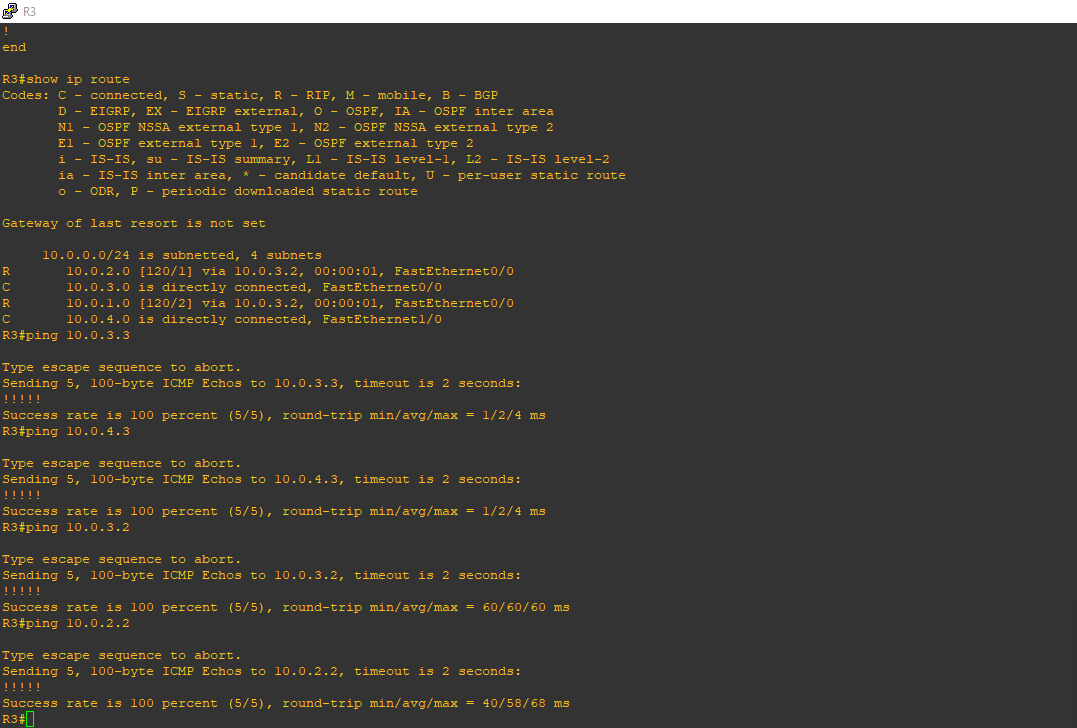 R3
!
end
R3#show ip route
Codes: C - connected, S - static, R - RIP, M - mobile, B - BGP
D - EIGRP, EX - EIGRP external, O - OSPF, IA - OSPF inter area
N1 - OSPF NSSA external type 1, N2 - OSPF NSSA external type 2
E1 - OSPF external type 1, E2 - OSPF external type 2
i - IS-IS, su - IS-IS summary, L1 - IS-IS level-1, L2 - IS-IS level-2
ia - IS-IS inter area, * - candidate default, U - per-user static route
o - ODR, P - periodic downloaded static route
Gateway of last resort is not set
10.0.0.0/24 is subnetted, 4 subnets
R 10.0.2.0 [120/1] via 10.0.3.2, 00:00:01, FastEthernet0/0
C 10.0.3.0 is directly connected, FastEthernet0/0
R 10.0.1.0 [120/2] via 10.0.3.2, 00:00:01, FastEthernet0/0
C 10.0.4.0 is directly connected, FastEthernet1/0
R3#ping 10.0.3.3
Type escape sequence to abort.
Sending 5, 100-byte ICMP Echos to 10.0.3.3, timeout is 2 seconds:
!!!!!
Success rate is 100 percent (5/5), round-trip min/avg/max = 1/2/4 ms
R3#ping 10.0.4.3
Type escape sequence to abort.
Sending 5, 100-byte ICMP Echos to 10.0.4.3, timeout is 2 seconds:
!!!!!
Success rate is 100 percent (5/5), round-trip min/avg/max = 1/2/4 ms
R3#ping 10.0.3.2
Type escape sequence to abort.
Sending 5, 100-byte ICMP Echos to 10.0.3.2, timeout is 2 seconds:
!!!!!
Success rate is 100 percent (5/5), round-trip min/avg/max = 60/60/60 ms
R3#ping 10.0.2.2
Type escape sequence to abort.
Sending 5, 100-byte ICMP Echos to 10.0.2.2, timeout is 2 seconds:
!!!!!
Success rate is 100 percent (5/5), round-trip min/avg/max = 40/58/68 ms
R3#